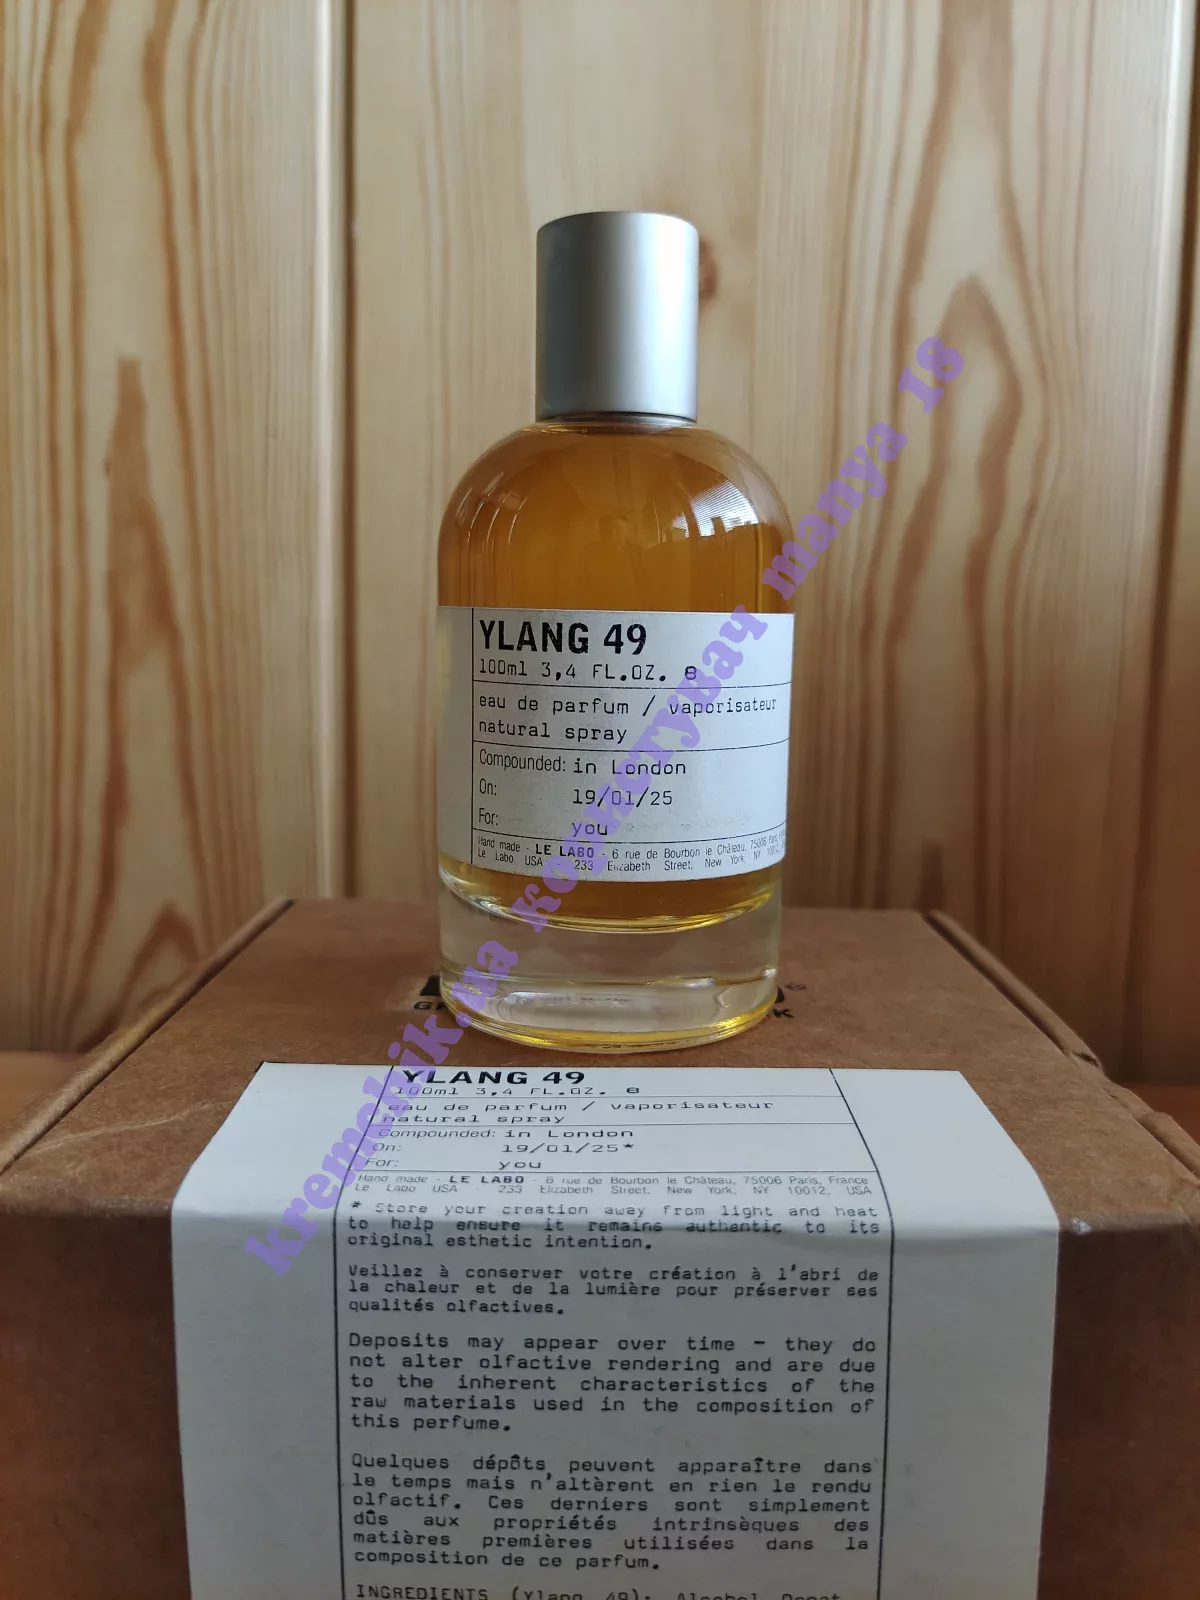 YLANG 49
100ml 3,4 FL.OZ. e
eau de parfum / vaporisateur
natural spray
Compounded: in London
On: 19/01/25
For: you
Hand made - LE LABO - 6 rue de Bourbon le Château, 75006 Paris,
Le Labo USA 233 Elizabeth Street, New York, NY
YLANG 49
100ml 3,4 FL.OZ. e
eau de parfum / vaporisateur
natural spray
Compounded: in London
On: 19/01/25*
For: you
Hand made - LE LABO - 6 rue de Bourbon le Château, 75006 Paris, France
Le Labo USA - 233 Elizabeth Street, New York, NY 10012, USA
* Store your creation away from light and heat
to help ensure it remains authentic to its
original esthetic intention.
Veillez à conserver votre création à l'abri de
la chaleur et de la lumière pour préserver ses
qualités olfactives.
Deposits may appear over time - they do
not alter olfactive rendering and are due
to the inherent characteristics of the
raw materials used in the composition of
this perfume.
Quelques dépôts peuvent apparaître dans
le temps mais n'altèrent en rien le rendu
olfactif. Ces derniers sont simplement
dûs aux propriétés intrinsèques des
matières premières utilisées dans la
composition de ce parfum.
INGREDIENTS (Ylang 49): Alcohol Denat.
kremchik.ua користувач manya 18